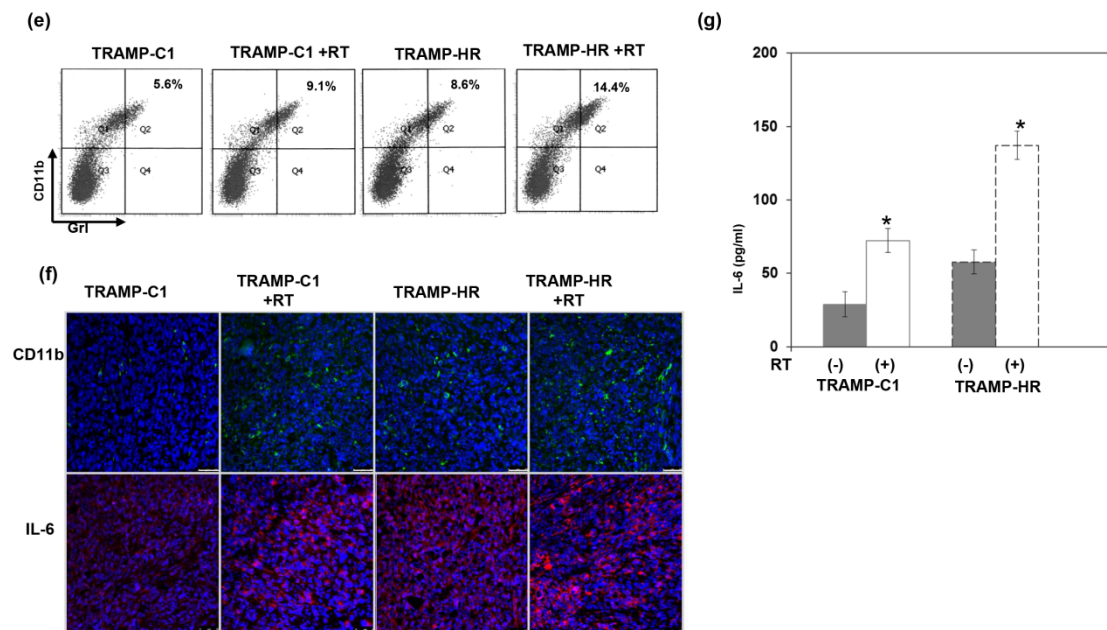 (e)
TRAMP-C1
TRAMP-C1 +RT
TRAMP-HR
TRAMP-HR +RT
5.6%
9.1%
8.6%
14.4%
Q1
Q2
Q1
Q2
Q1
Q2
Q1
Q2
Q3
Q4
Q3
Q4
Q3
Q4
Q3
Q4
CD11b
GrI
(f)
TRAMP-C1
TRAMP-C1
+RT
TRAMP-HR
TRAMP-HR
+RT
CD11b
IL-6
(g)
200
150
100
50
0
IL-6 (pg/ml)
*
*
RT
(-)
(+)
(-)
(+)
TRAMP-C1
TRAMP-HR